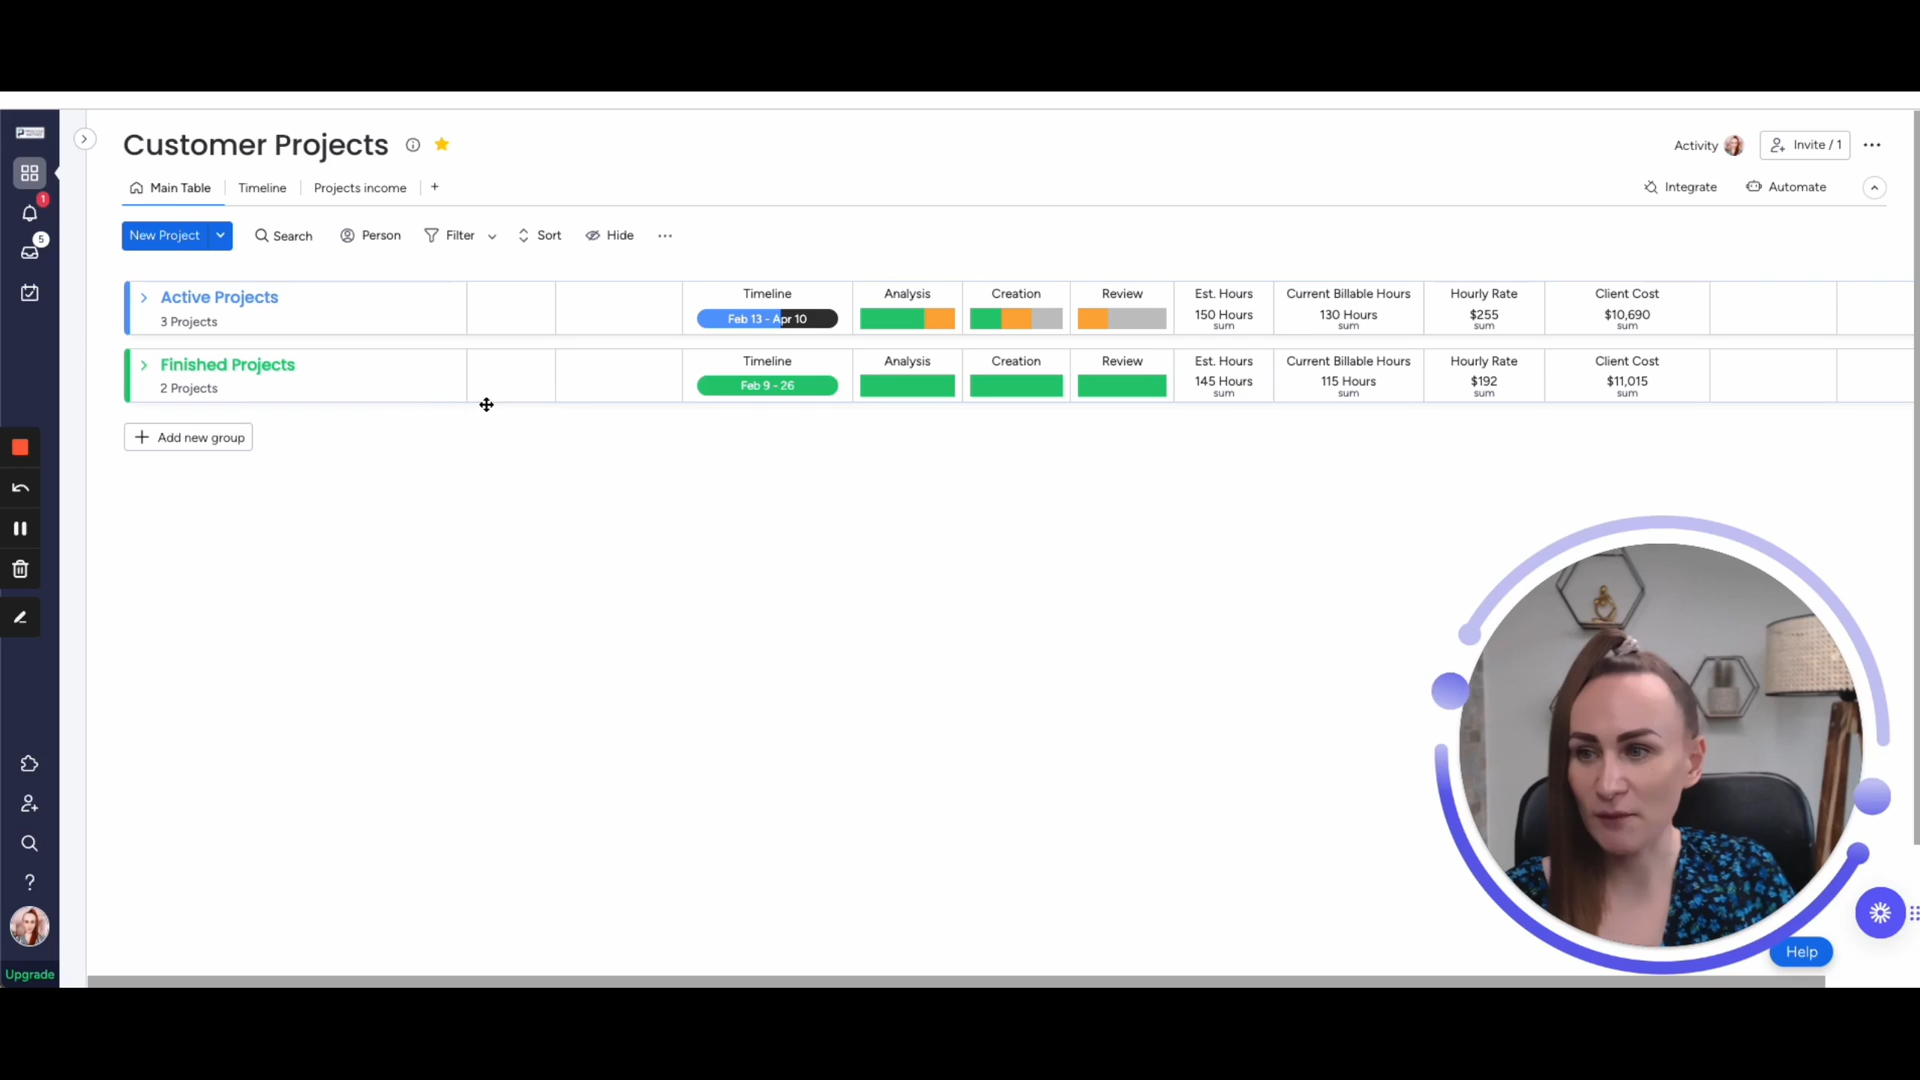 Customer Projects
Activity
Invite / 1
Main Table
Timeline
Projects income
Integrate
Automate
New Project
Search
Person
Filter
Sort
Hide
1
5
Active Projects
3 Projects
Timeline
Feb 13 - Apr 10
Analysis
Creation
Review
Est. Hours
150 Hours
sum
Current Billable Hours
130 Hours
sum
Hourly Rate
$255
sum
Client Cost
$10,690
sum
Finished Projects
2 Projects
Timeline
Feb 9 - 26
Analysis
Creation
Review
Est. Hours
145 Hours
sum
Current Billable Hours
115 Hours
sum
Hourly Rate
$192
sum
Client Cost
$11,015
sum
Add new group
Help
Upgrade